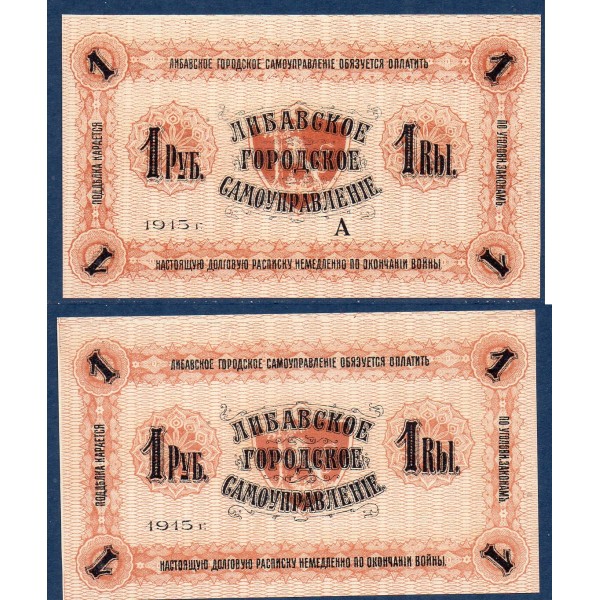 1 1
ЛИБАВСКОЕ ГОРОДСКОЕ САМОУПРАВЛЕНІЕ ОБЯЗУЕТСЯ ОПЛАТИТЬ
ПОДДѢЛКА КАРАЕТСЯ
1 РУБ.
ЛИБАВСКОЕ
ГОРОДСКОЕ
САМОУПРАВЛЕНІЕ.
1 Rbl.
ПО УГОЛОВН. ЗАКОНАМЪ
1915 г.
А
1 1
НАСТОЯЩУЮ ДОЛГОВУЮ РАСПИСКУ НЕМЕДЛЕННО ПО ОКОНЧАНІИ ВОЙНЫ.
1 1
ЛИБАВСКОЕ ГОРОДСКОЕ САМОУПРАВЛЕНІЕ ОБЯЗУЕТСЯ ОПЛАТИТЬ
ПОДДѢЛКА КАРАЕТСЯ
1 РУБ.
ЛИБАВСКОЕ
ГОРОДСКОЕ
САМОУПРАВЛЕНІЕ.
1 Rbl.
ПО УГОЛОВН. ЗАКОНАМЪ
1915 г.
1 1
НАСТОЯЩУЮ ДОЛГОВУЮ РАСПИСКУ НЕМЕДЛЕННО ПО ОКОНЧАНІИ ВОЙНЫ.